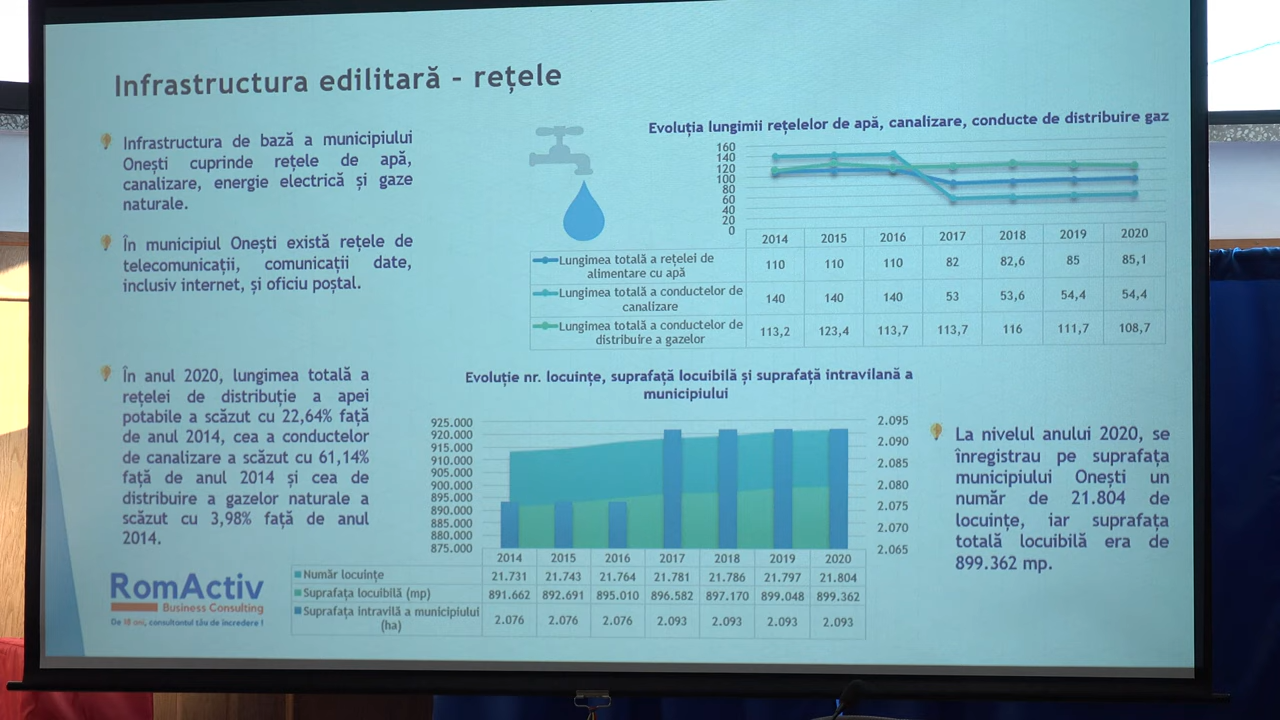 Infrastructura edilitară - rețele
Infrastructura de bază a municipiului
Onești cuprinde rețele de apă,
canalizare, energie electrică și gaze
naturale.
În municipiul Onești există rețele de
telecomunicații, comunicații date,
inclusiv internet, și oficiu poștal.
În anul 2020, lungimea totală a
rețelei de distribuție a apei
potabile a scăzut cu 22,64% față
de anul 2014, cea a conductelor
de canalizare a scăzut cu 61,14%
față de anul 2014 și cea de
distribuire a gazelor naturale a
scăzut cu 3,98% față de anul
2014.
RomActiv
Business Consulting
De 18 ani, consultantul tău de încredere !
Evoluția lungimii rețelelor de apă, canalizare, conducte de distribuire gaz
160
140
120
100
80
60
40
20
0
2014 2015 2016 2017 2018 2019 2020
Lungimea totală a rețelei de
alimentare cu apă
110 110 110 82 82,6 85 85,1
Lungimea totală a conductelor de
canalizare
140 140 140 53 53,6 54,4 54,4
Lungimea totală a conductelor de
distribuire a gazelor
113,2 123,4 113,7 113,7 116 111,7 108,7
Evoluție nr. locuințe, suprafață locuibilă și suprafață intravilană a
municipiului
925.000
920.000
915.000
910.000
905.000
900.000
895.000
890.000
885.000
880.000
875.000
2.095
2.090
2.085
2.080
2.075
2.070
2.065
2014 2015 2016 2017 2018 2019 2020
Număr locuințe 21.731 21.743 21.764 21.781 21.786 21.797 21.804
Suprafața locuibilă (mp) 891.662 892.691 895.010 896.582 897.170 899.048 899.362
Suprafața intravilă a municipiului
(ha)
2.076 2.076 2.076 2.093 2.093 2.093 2.093
La nivelul anului 2020, se
înregistrau pe suprafața
municipiului Onești un
număr de 21.804 de
locuințe, iar suprafața
totală locuibilă era de
899.362 mp.